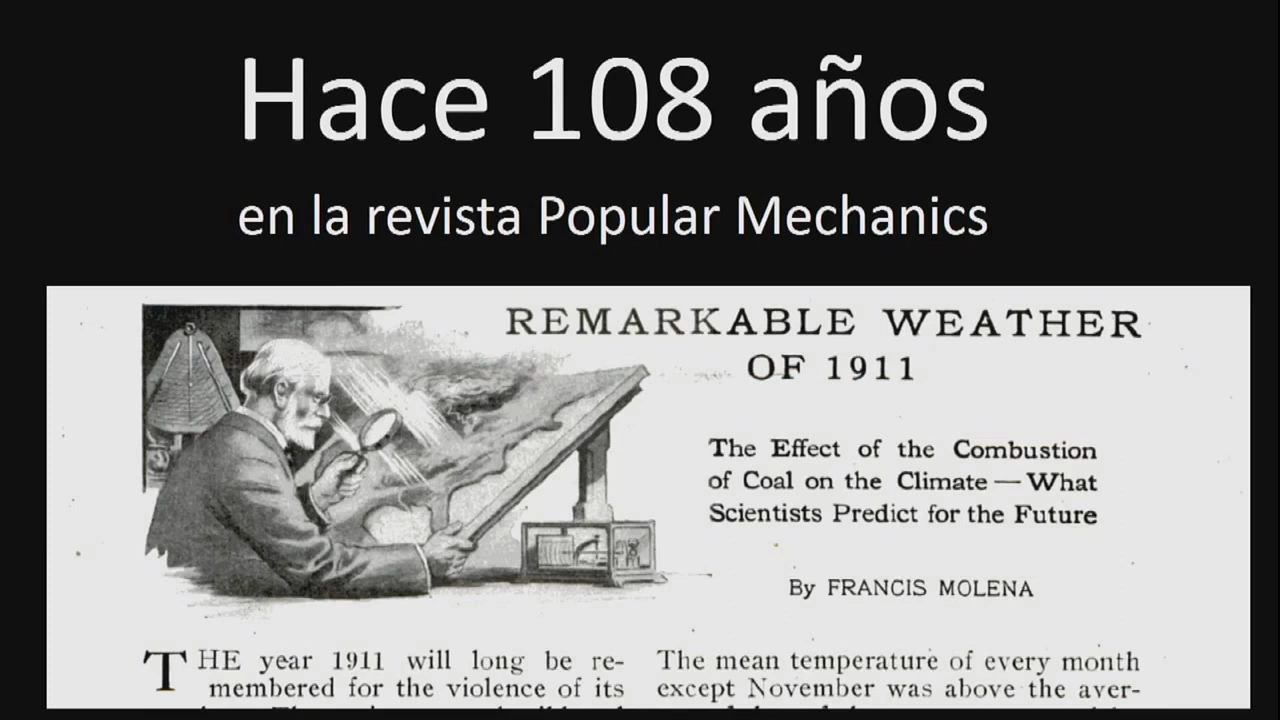 Hace 108 años
en la revista Popular Mechanics
REMARKABLE WEATHER
OF 1911
The Effect of the Combustion
of Coal on the Climate — What
Scientists Predict for the Future
By FRANCIS MOLENA
THE year 1911 will long be re-
membered for the violence of its
The mean temperature of every month
except November was above the aver-